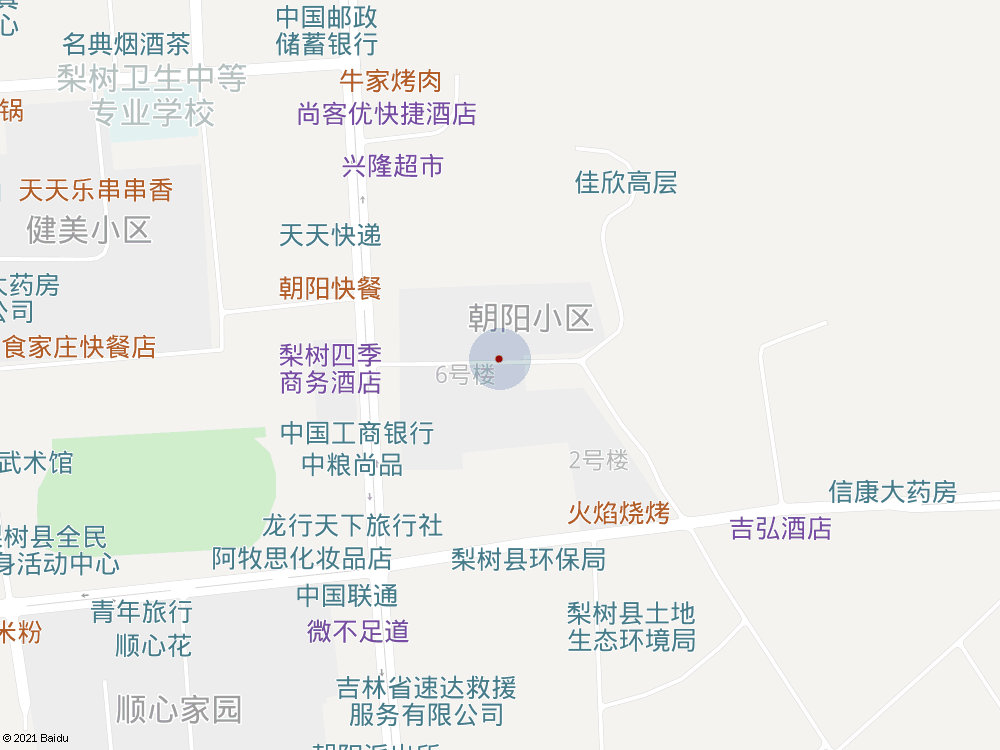 心
中国邮政
储蓄银行
名典烟酒茶
梨树卫生中等
专业学校
牛家烤肉
锅
尚客优快捷酒店
兴隆超市
佳欣高层
天天乐串串香
健美小区
天天快递
大药房
公司
朝阳快餐
朝阳小区
食家庄快餐店
梨树四季
商务酒店
6号楼
中国工商银行
中粮尚品
武术馆
2号楼
信康大药房
火焰烧烤
吉弘酒店
龙行天下旅行社
梨树县全民
身活动中心
阿牧思化妆品店
梨树县环保局
中国联通
青年旅行
梨树县土地
生态环境局
米粉
微不足道
顺心花
吉林省速达救援
服务有限公司
顺心家园
朝阳派出所
© 2021 Baidu